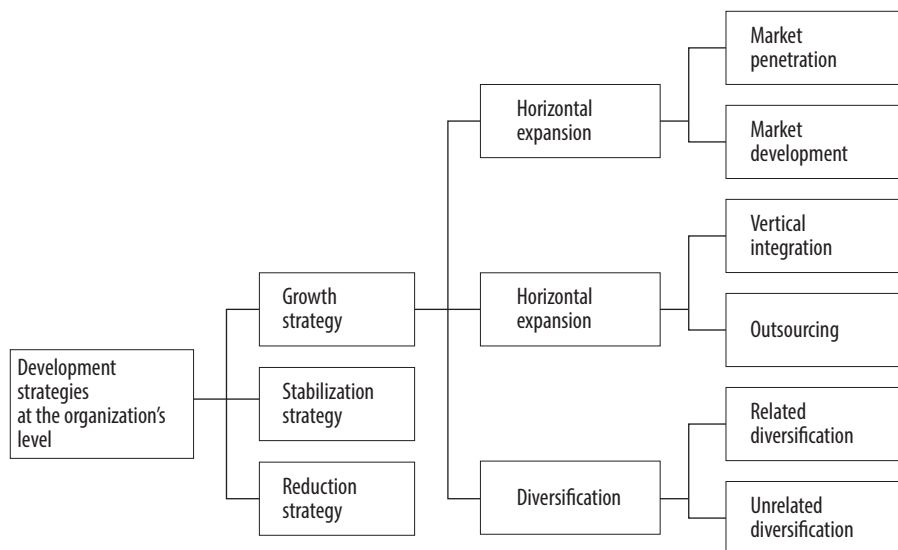 Development
strategies
at the organization's
level
Growth
strategy
Stabilization
strategy
Reduction
strategy
Horizontal
expansion
Horizontal
expansion
Diversification
Market
penetration
Market
development
Vertical
integration
Outsourcing
Related
diversification
Unrelated
diversification